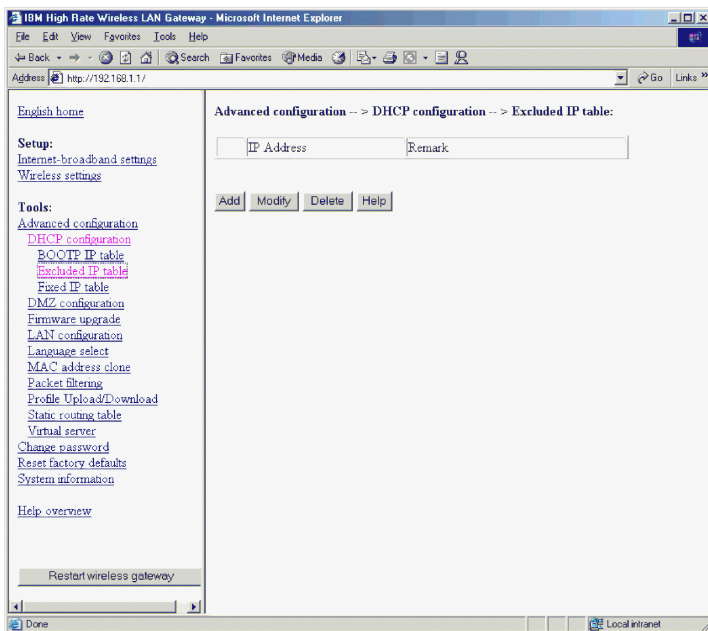 IBM High Rate Wireless LAN Gateway - Microsoft Internet Explorer
File Edit View Favorites Tools Help
Back Search Favorites Media
Address http://192.168.1.1/ Go Links »
English home
Setup:
Internet-broadband settings
Wireless settings
Tools:
Advanced configuration
DHCP configuration
BOOTP IP table
Excluded IP table
Fixed IP table
DMZ configuration
Firmware upgrade
LAN configuration
Language select
MAC address clone
Packet filtering
Profile Upload/Download
Static routing table
Virtual server
Change password
Reset factory defaults
System information
Help overview
Restart wireless gateway
Advanced configuration -- > DHCP configuration -- > Excluded IP table:
IP Address Remark
Add Modify Delete Help
Done Local intranet